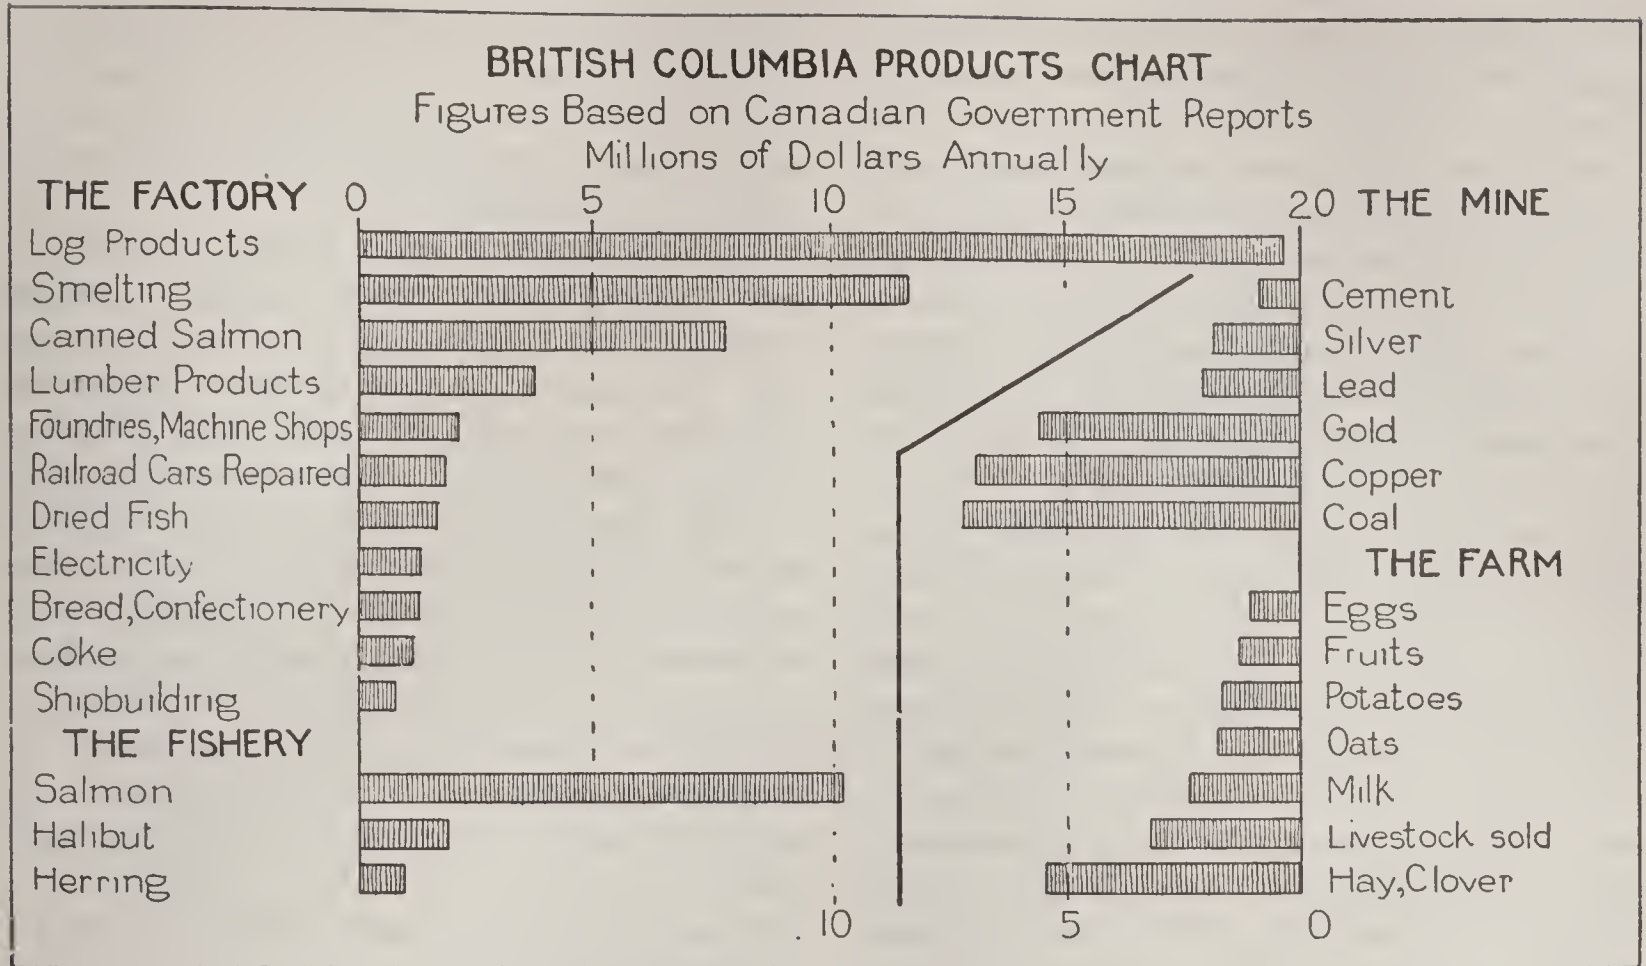 BRITISH COLUMBIA PRODUCTS CHART
Figures Based on Canadian Government Reports
Millions of Dollars Annually
THE FACTORY 0 5 10 15 20 THE MINE
Log Products
Smelting Cement
Canned Salmon Silver
Lumber Products Lead
Foundries, Machine Shops Gold
Railroad Cars Repaired Copper
Dried Fish Coal
Electricity THE FARM
Bread, Confectionery Eggs
Coke Fruits
Shipbuilding Potatoes
THE FISHERY Oats
Salmon Milk
Halibut Livestock sold
Herring Hay, Clover
10 5 0